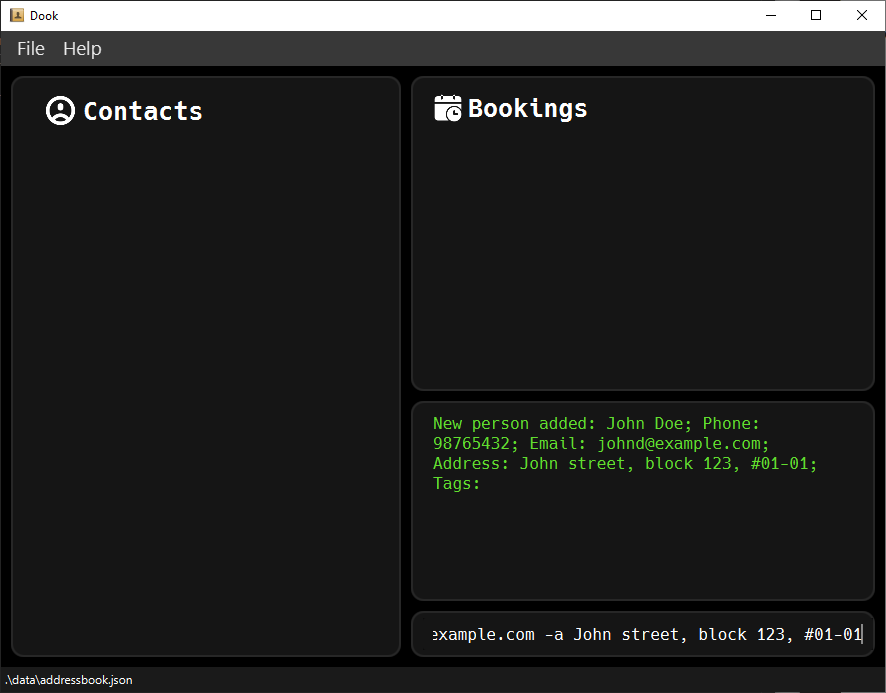 Dook
File Help
Contacts
Bookings
New person added: John Doe; Phone:
98765432; Email: johnd@example.com;
Address: John street, block 123, #01-01;
Tags:
example.com -a John street, block 123, #01-01
.\data\addressbook.json